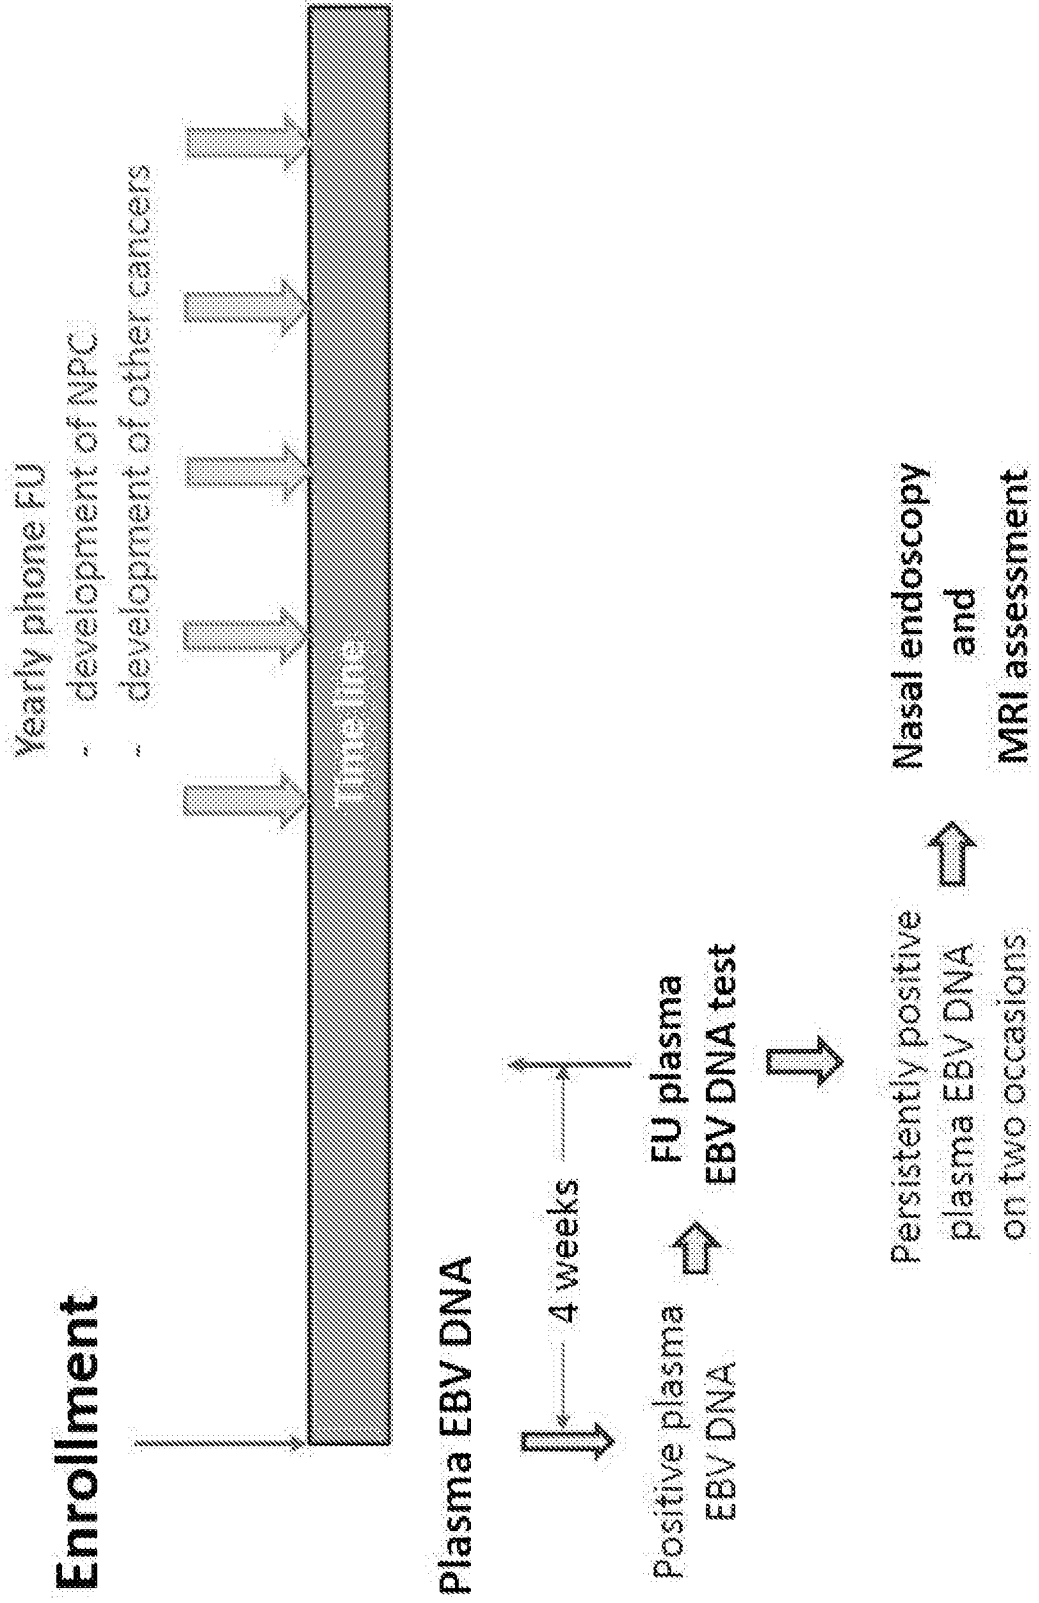 Enrollment
Yearly phone FU
- development of NPC
- development of other cancers
Time line
Plasma EBV DNA
4 weeks
Positive plasma
EBV DNA
FU plasma
EBV DNA test
Persistently positive
plasma EBV DNA
on two occasions
Nasal endoscopy
and
MRI assessment